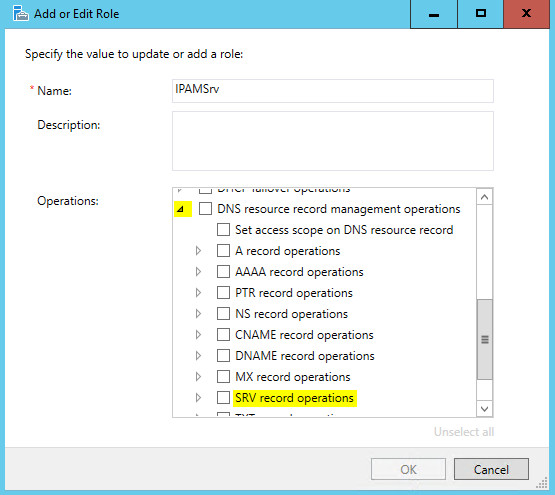 Add or Edit Role
Specify the value to update or add a role:
* Name:
IPAMSrv
Description:
Operations:
DHCP failover operations
DNS resource record management operations
Set access scope on DNS resource record
A record operations
AAAA record operations
PTR record operations
NS record operations
CNAME record operations
DNAME record operations
MX record operations
SRV record operations
TXT record operations
Unselect all
OK
Cancel